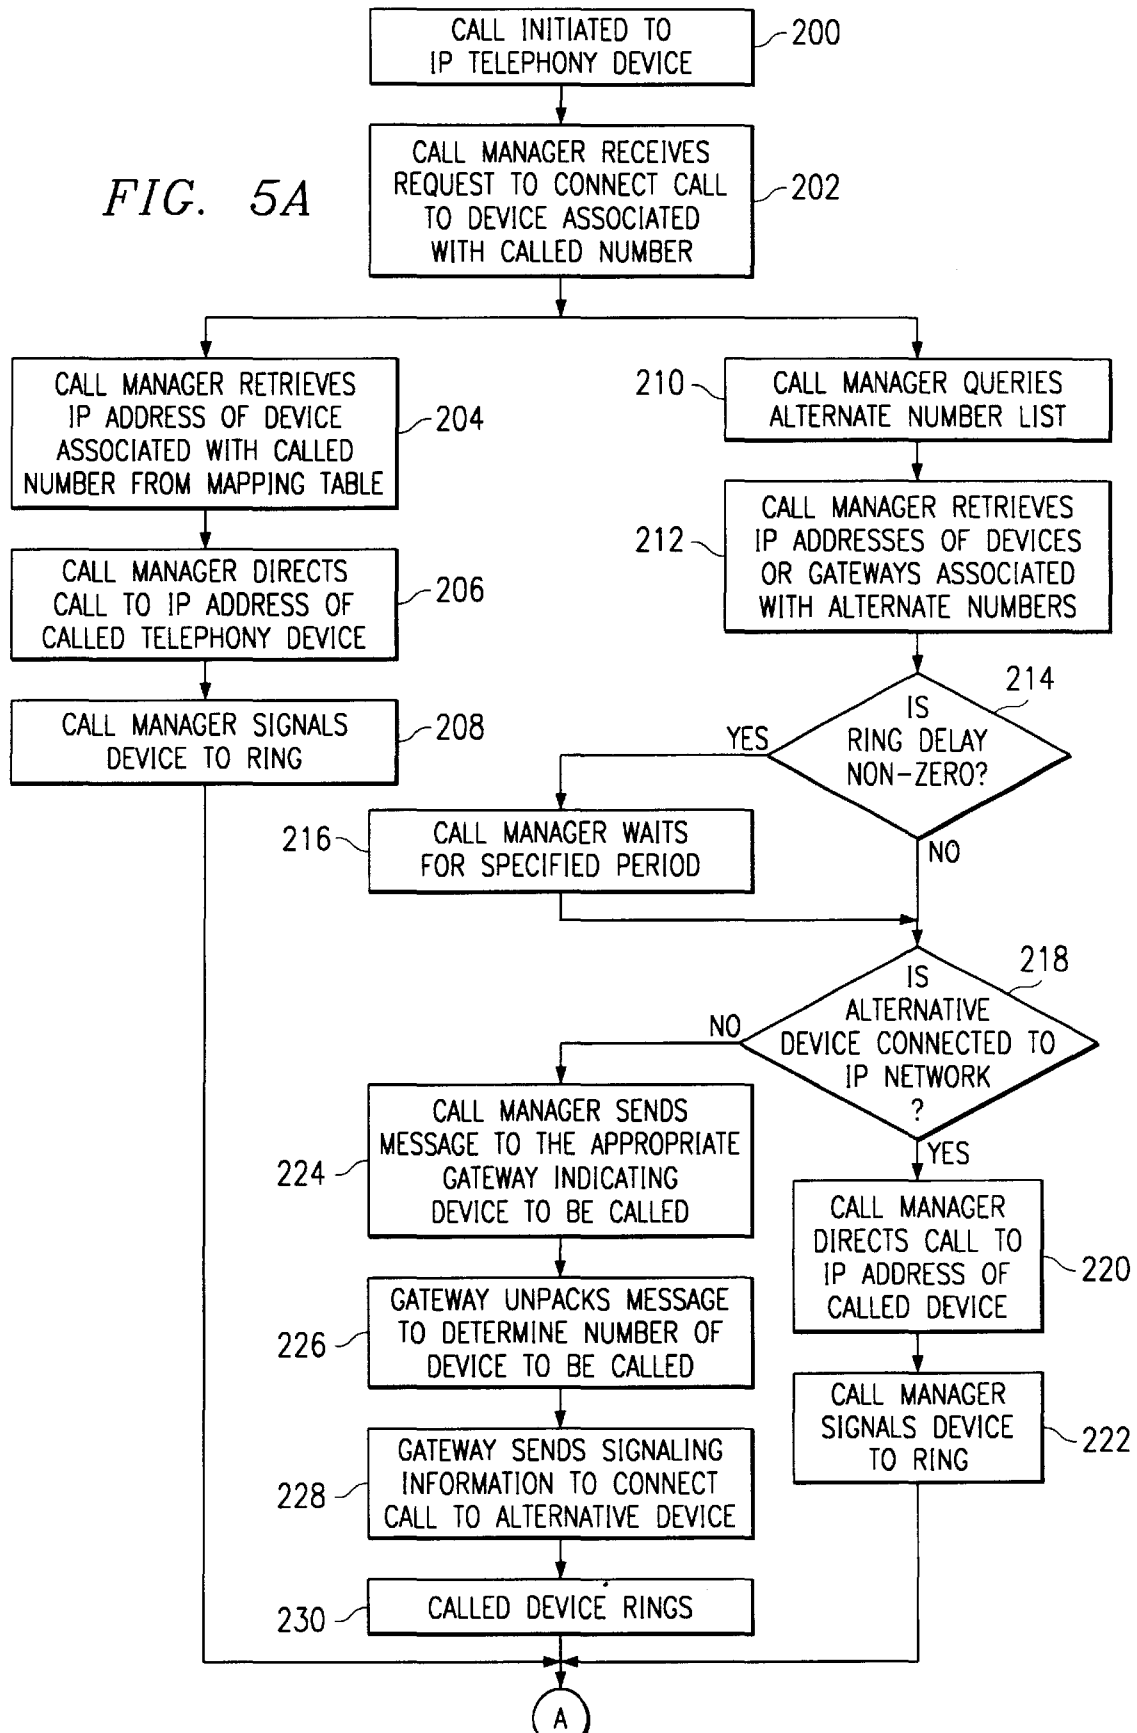 CALL INITIATED TO
IP TELEPHONY DEVICE
200
FIG. 5A
CALL MANAGER RECEIVES
REQUEST TO CONNECT CALL
TO DEVICE ASSOCIATED
WITH CALLED NUMBER
202
CALL MANAGER RETRIEVES
IP ADDRESS OF DEVICE
ASSOCIATED WITH CALLED
NUMBER FROM MAPPING TABLE
204
CALL MANAGER DIRECTS
CALL TO IP ADDRESS OF
CALLED TELEPHONY DEVICE
206
CALL MANAGER SIGNALS
DEVICE TO RING
208
210
CALL MANAGER QUERIES
ALTERNATE NUMBER LIST
212
CALL MANAGER RETRIEVES
IP ADDRESSES OF DEVICES
OR GATEWAYS ASSOCIATED
WITH ALTERNATE NUMBERS
214
IS
RING DELAY
NON-ZERO?
YES
NO
216
CALL MANAGER WAITS
FOR SPECIFIED PERIOD
218
IS
ALTERNATIVE
DEVICE CONNECTED TO
IP NETWORK
?
NO
YES
224
CALL MANAGER SENDS
MESSAGE TO THE APPROPRIATE
GATEWAY INDICATING
DEVICE TO BE CALLED
226
GATEWAY UNPACKS MESSAGE
TO DETERMINE NUMBER OF
DEVICE TO BE CALLED
228
GATEWAY SENDS SIGNALING
INFORMATION TO CONNECT
CALL TO ALTERNATIVE DEVICE
230
CALLED DEVICE RINGS
CALL MANAGER
DIRECTS CALL TO
IP ADDRESS OF
CALLED DEVICE
220
CALL MANAGER
SIGNALS DEVICE
TO RING
222
A